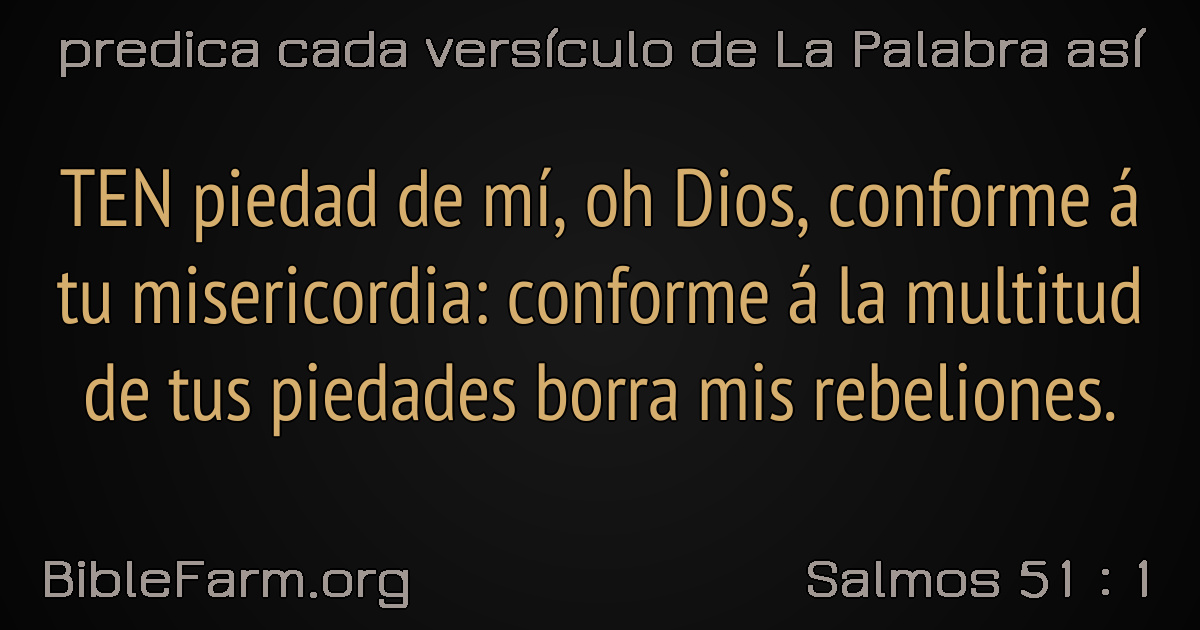 predica cada versículo de La Palabra así
TEN piedad de mí, oh Dios, conforme á
tu misericordia: conforme á la multitud
de tus piedades borra mis rebeliones.
BibleFarm.org
Salmos 51 : 1